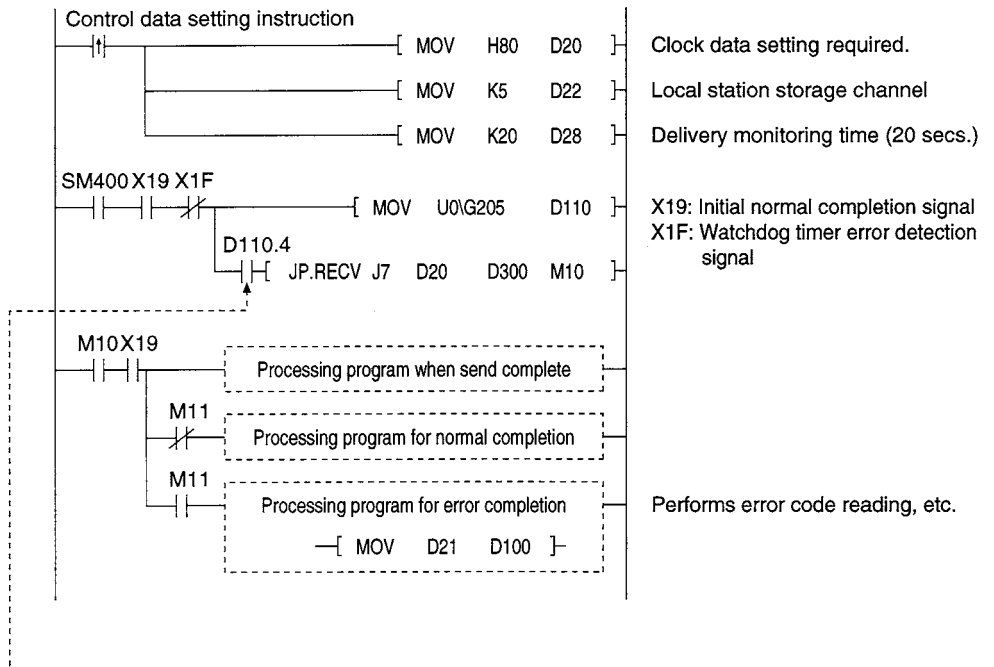 Control data setting instruction
MOV H80 D20 Clock data setting required.
MOV K5 D22 Local station storage channel
MOV K20 D28 Delivery monitoring time (20 secs.)
SM400 X19 X1F
MOV U0\G205 D110 X19: Initial normal completion signal
X1F: Watchdog timer error detection
signal
D110.4
JP.RECV J7 D20 D300 M10
M10 X19
Processing program when send complete
M11
Processing program for normal completion
M11
Processing program for error completion Performs error code reading, etc.
MOV D21 D100